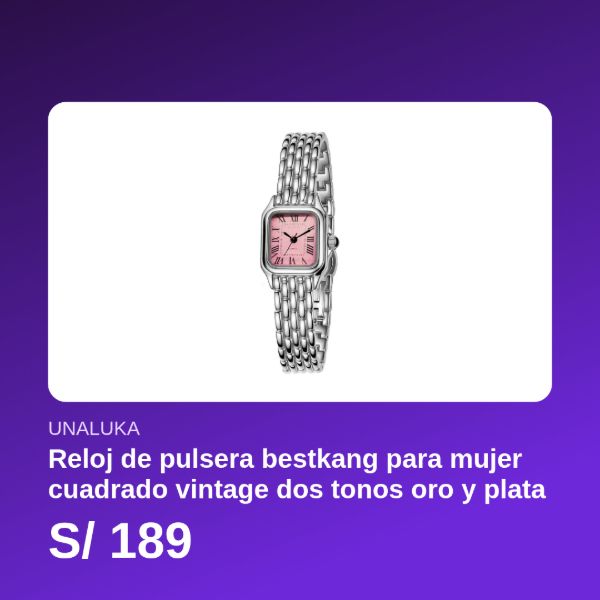 UNALUKA
Reloj de pulsera bestkang para mujer
cuadrado vintage dos tonos oro y plata
S/ 189